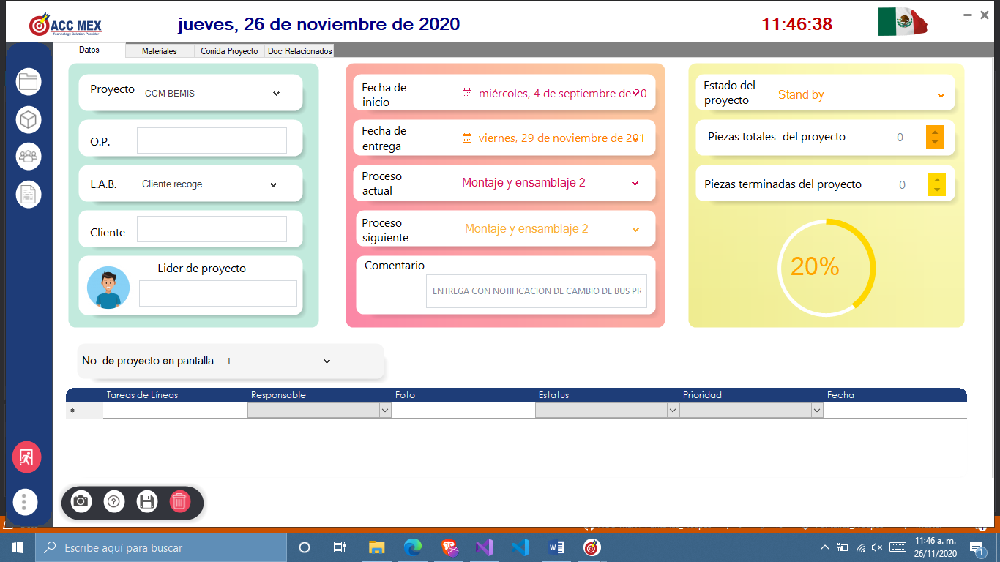 ACC MEX
Technology Solution Provider
jueves, 26 de noviembre de 2020
11:46:38
Datos
Materiales
Corrida Proyecto
Doc Relacionados
Proyecto
CCM BEMIS
O.P.
L.A.B.
Cliente recoge
Cliente
Lider de proyecto
Fecha de
inicio
miércoles, 4 de septiembre de 20
Fecha de
entrega
viernes, 29 de noviembre de 201
Proceso
actual
Montaje y ensamblaje 2
Proceso
siguiente
Montaje y ensamblaje 2
Comentario
ENTREGA CON NOTIFICACION DE CAMBIO DE BUS PR
Estado del
proyecto
Stand by
Piezas totales del proyecto
0
Piezas terminadas del proyecto
0
20%
No. de proyecto en pantalla
1
Tareas de Líneas
Responsable
Foto
Estatus
Prioridad
Fecha
*
Escribe aquí para buscar
11:46 a. m.
26/11/2020
1